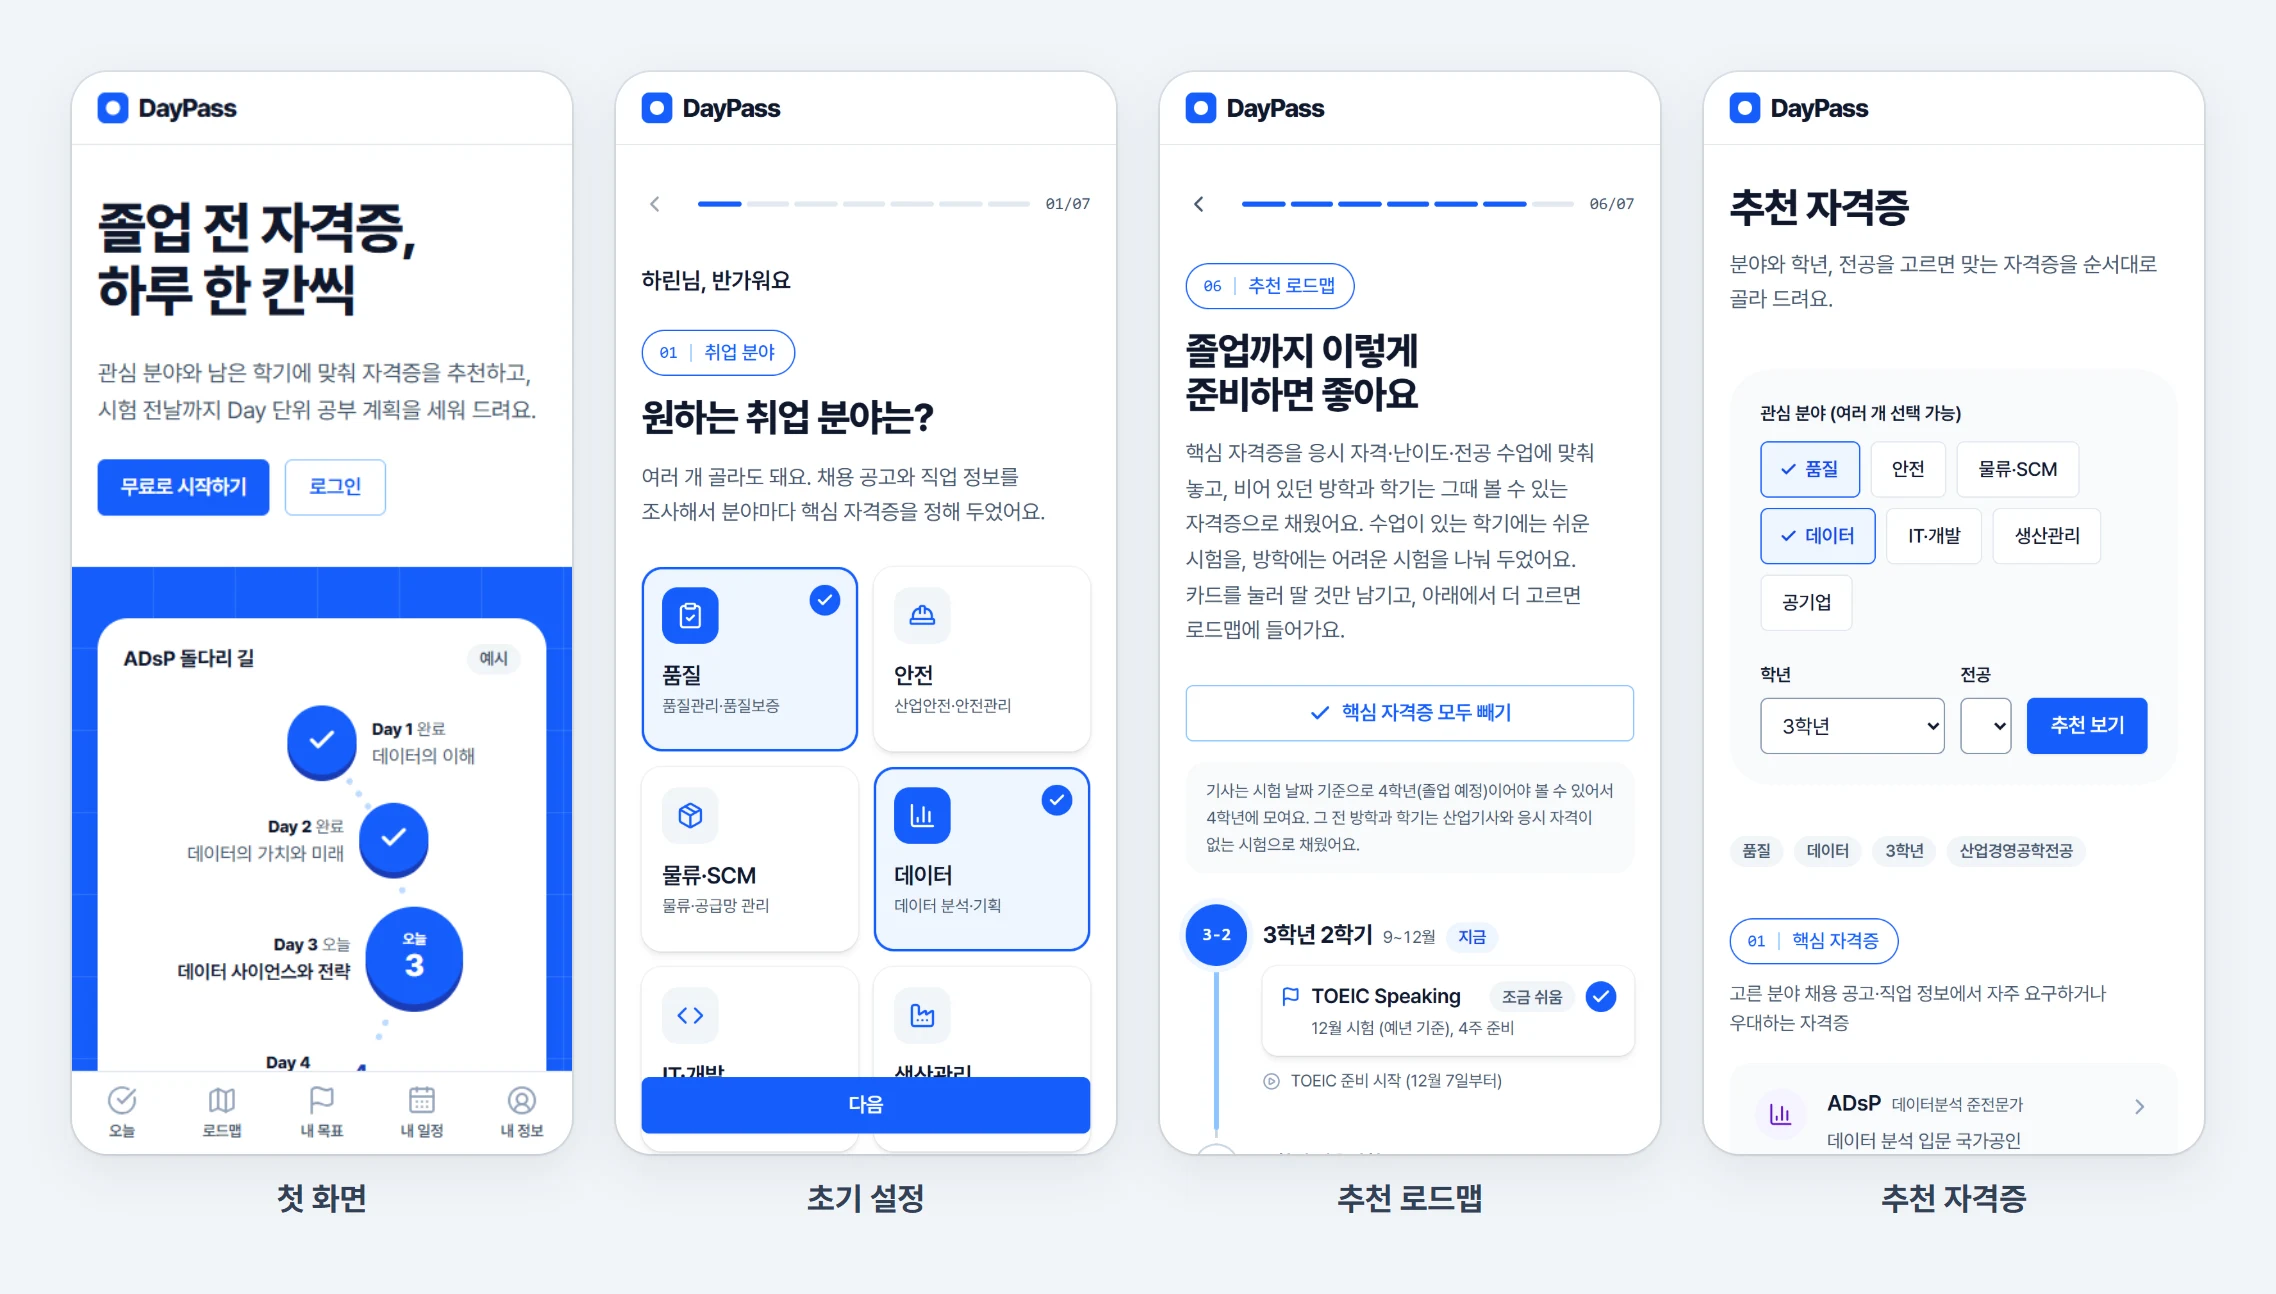 DayPass
졸업 전 자격증,
하루 한 칸씩
관심 분야와 남은 학기에 맞춰 자격증을 추천하고,
시험 전날까지 Day 단위 공부 계획을 세워 드려요.
무료로 시작하기
로그인
ADsP 돌다리 길
예시
Day 1 완료
데이터의 이해
Day 2 완료
데이터의 가치와 미래
Day 3 오늘
데이터 사이언스와 전략
오늘
3
Day 4
오늘
로드맵
내 목표
내 일정
내 정보
첫 화면
DayPass
01/07
하린님, 반가워요
01 | 취업 분야
원하는 취업 분야는?
여러 개 골라도 돼요. 채용 공고와 직업 정보를
조사해서 분야마다 핵심 자격증을 정해 두었어요.
품질
품질관리·품질보증
안전
산업안전·안전관리
물류·SCM
물류·공급망 관리
데이터
데이터 분석·기획
IT·개발
생산관리
다음
초기 설정
DayPass
06/07
06 | 추천 로드맵
졸업까지 이렇게
준비하면 좋아요
핵심 자격증을 응시 자격·난이도·전공 수업에 맞춰
놓고, 비어 있던 방학과 학기는 그때 볼 수 있는
자격증으로 채웠어요. 수업이 있는 학기에는 쉬운
시험을, 방학에는 어려운 시험을 나눠 두었어요.
카드를 눌러 딸 것만 남기고, 아래에서 더 고르면
로드맵에 들어가요.
핵심 자격증 모두 빼기
기사는 시험 날짜 기준으로 4학년(졸업 예정)이어야 볼 수 있어서
4학년에 모여요. 그 전 방학과 학기는 산업기사와 응시 자격이
없는 시험으로 채웠어요.
3-2
3학년 2학기 9~12월 지금
TOEIC Speaking
조금 쉬움
12월 시험 (예년 기준), 4주 준비
TOEIC 준비 시작 (12월 7일부터)
추천 로드맵
DayPass
추천 자격증
분야와 학년, 전공을 고르면 맞는 자격증을 순서대로
골라 드려요.
관심 분야 (여러 개 선택 가능)
품질
안전
물류·SCM
데이터
IT·개발
생산관리
공기업
학년
전공
3학년
추천 보기
품질
데이터
3학년
산업경영공학전공
01 | 핵심 자격증
고른 분야 채용 공고·직업 정보에서 자주 요구하거나
우대하는 자격증
ADsP 데이터분석 준전문가
데이터 분석 입문 국가공인
추천 자격증